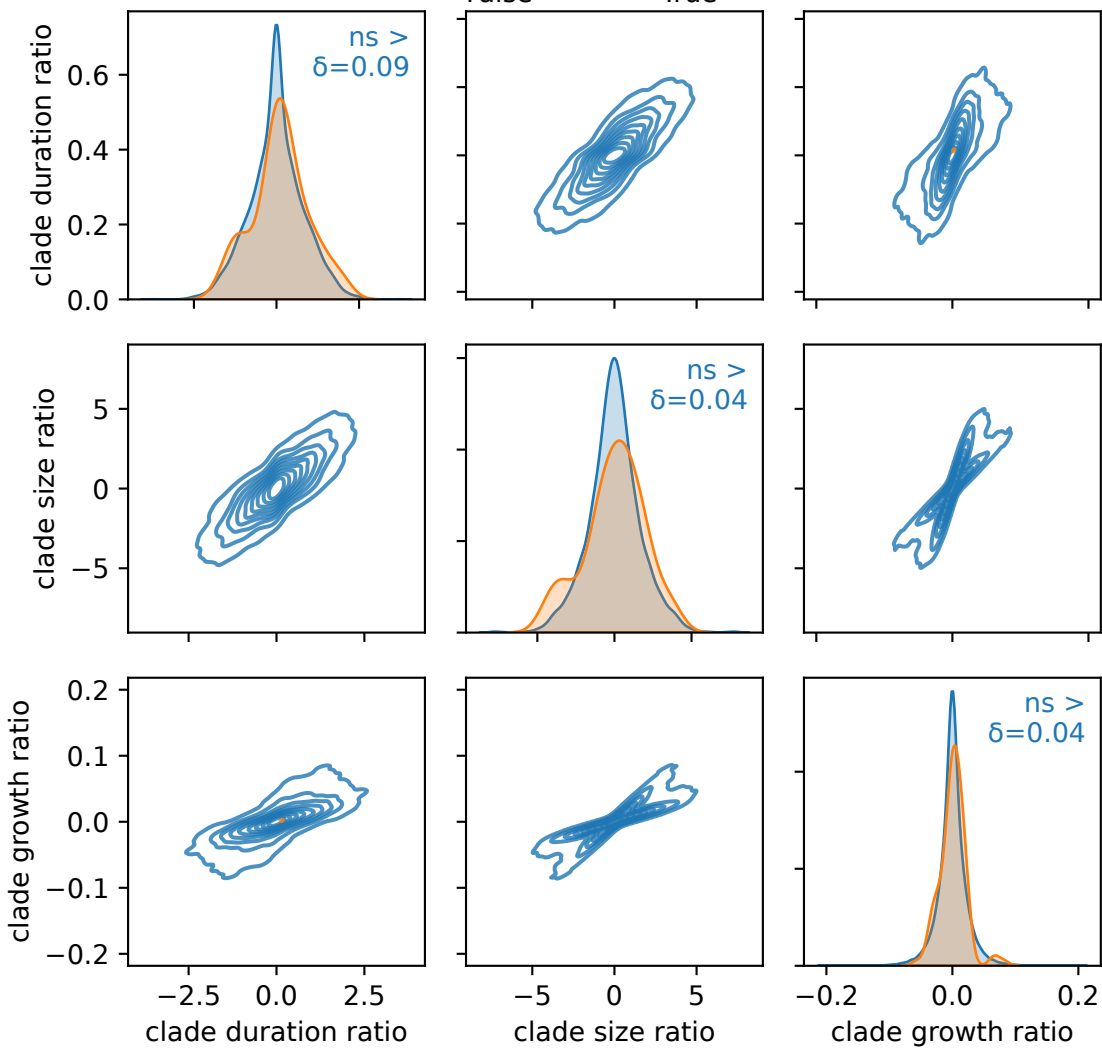 clade duration ratio
0.6
0.4
0.2
0.0
ns >
δ=0.09
clade size ratio
5
0
−5
ns >
δ=0.04
clade growth ratio
0.2
0.1
0.0
−0.1
−0.2
ns >
δ=0.04
−2.5 0.0 2.5
−5 0 5
−0.2 0.0 0.2
clade duration ratio
clade size ratio
clade growth ratio